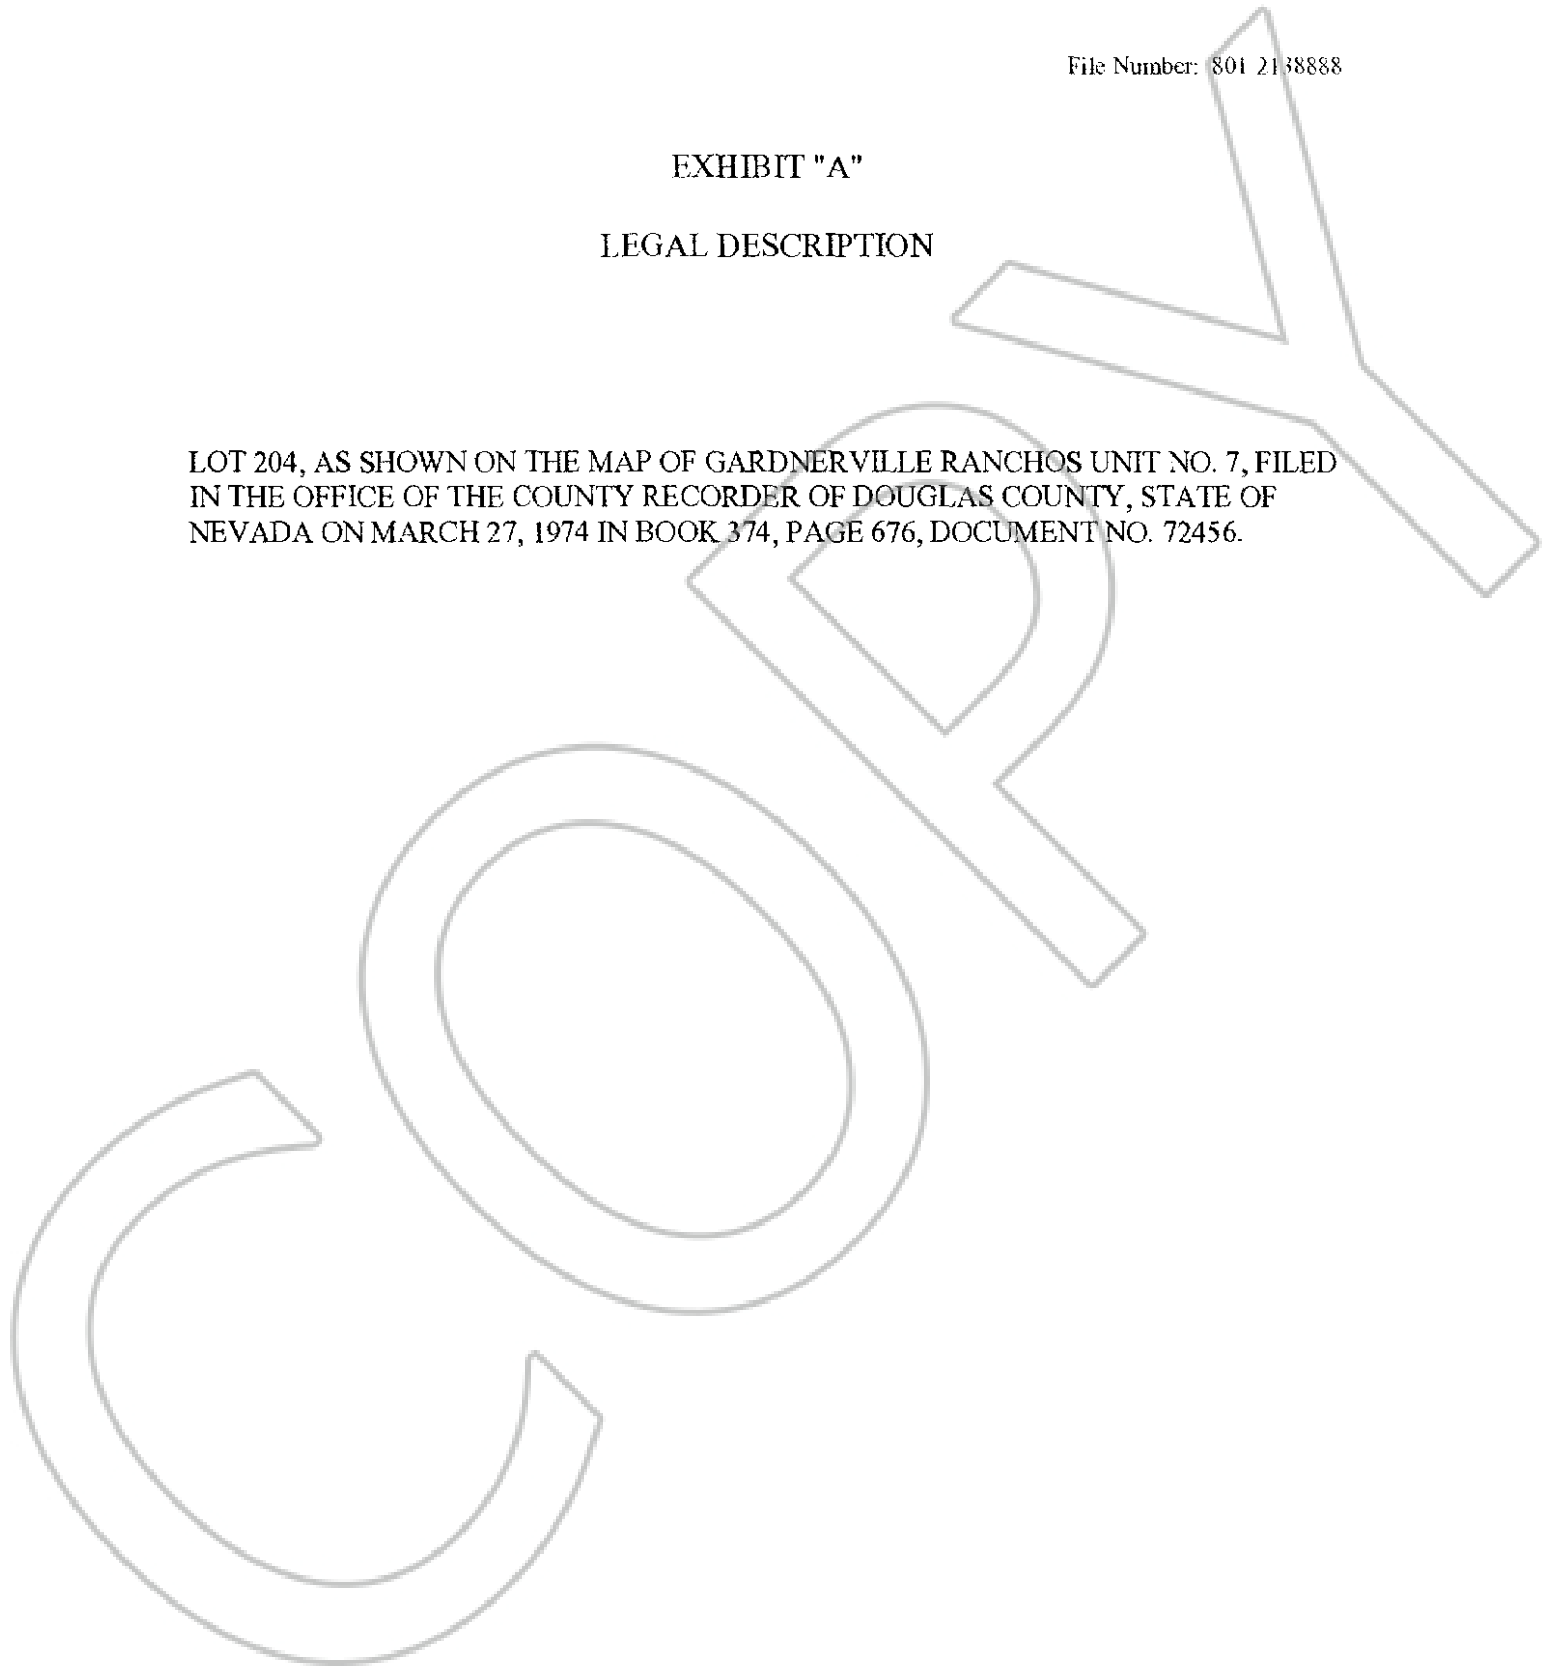 File Number: 801 2138888
EXHIBIT "A"
LEGAL DESCRIPTION
LOT 204, AS SHOWN ON THE MAP OF GARDNERVILLE RANCHOS UNIT NO. 7, FILED
IN THE OFFICE OF THE COUNTY RECORDER OF DOUGLAS COUNTY, STATE OF
NEVADA ON MARCH 27, 1974 IN BOOK 374, PAGE 676, DOCUMENT NO. 72456.
COPY